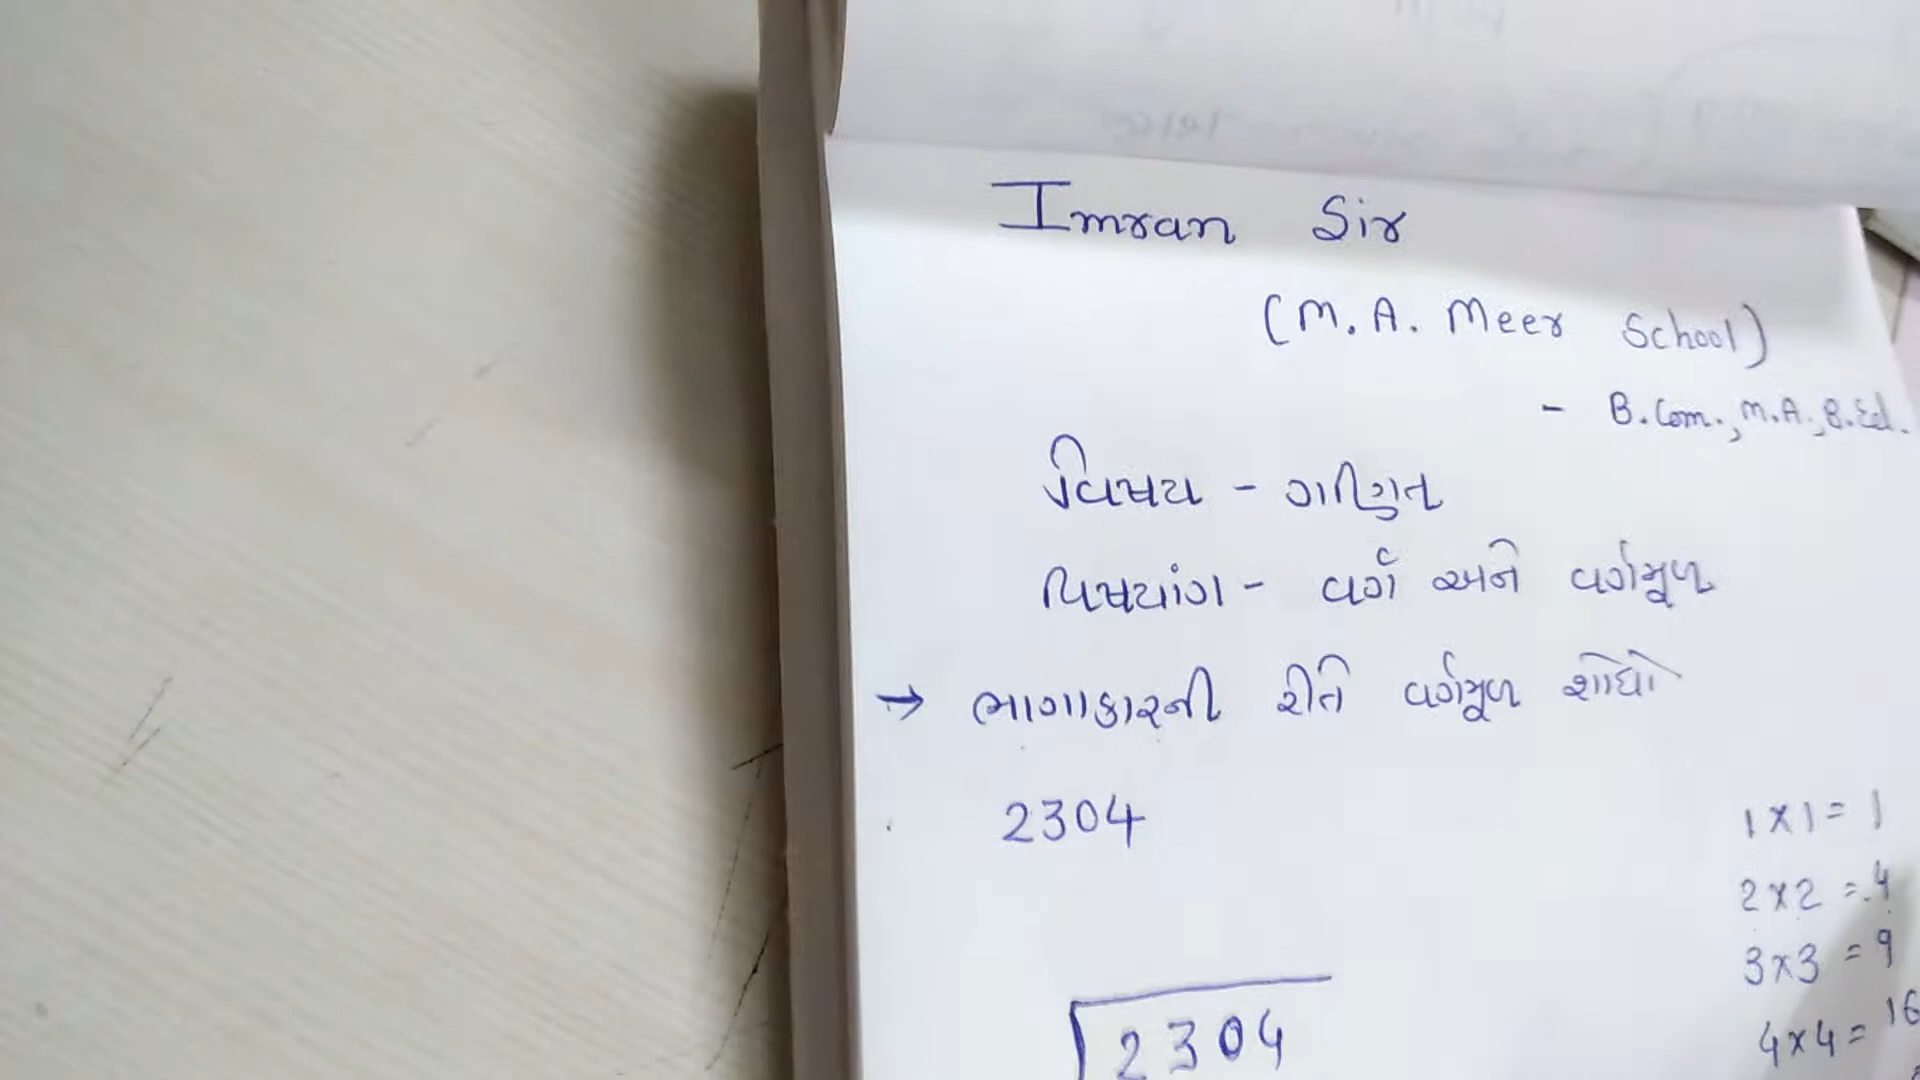 Imran Sir
(M. A. Meer School)
- B.Com., M.A., B.Ed.
વિષય - ગણિત
વિષયાંગ - વર્ગ અને વર્ગમૂળ
→ ભાગાકારની રીતે વર્ગમૂળ શોધો
2304
1 x 1 = 1
2 x 2 = 4
3 x 3 = 9
4 x 4 = 16
2304